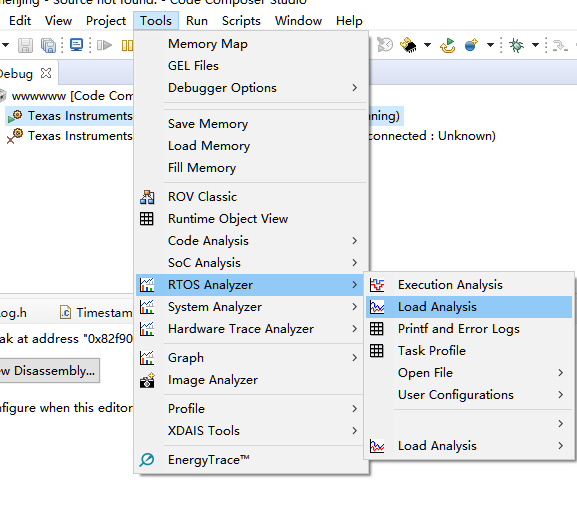 enjing - Source not found. - Code Composer Studio
Edit View Project Tools Run Scripts Window Help
Debug
wwwwww [Code Com
Texas Instruments
ning)
Texas Instruments
connected : Unknown)
Memory Map
GEL Files
Debugger Options
Save Memory
Load Memory
Fill Memory
ROV Classic
Runtime Object View
Code Analysis
SoC Analysis
RTOS Analyzer
System Analyzer
Hardware Trace Analyzer
Graph
Image Analyzer
Profile
XDAIS Tools
EnergyTrace™
Execution Analysis
Load Analysis
Printf and Error Logs
Task Profile
Open File
User Configurations
Load Analysis
Log.h
Timestam
ak at address "0x82f90
ew Disassembly...
nfigure when this editor